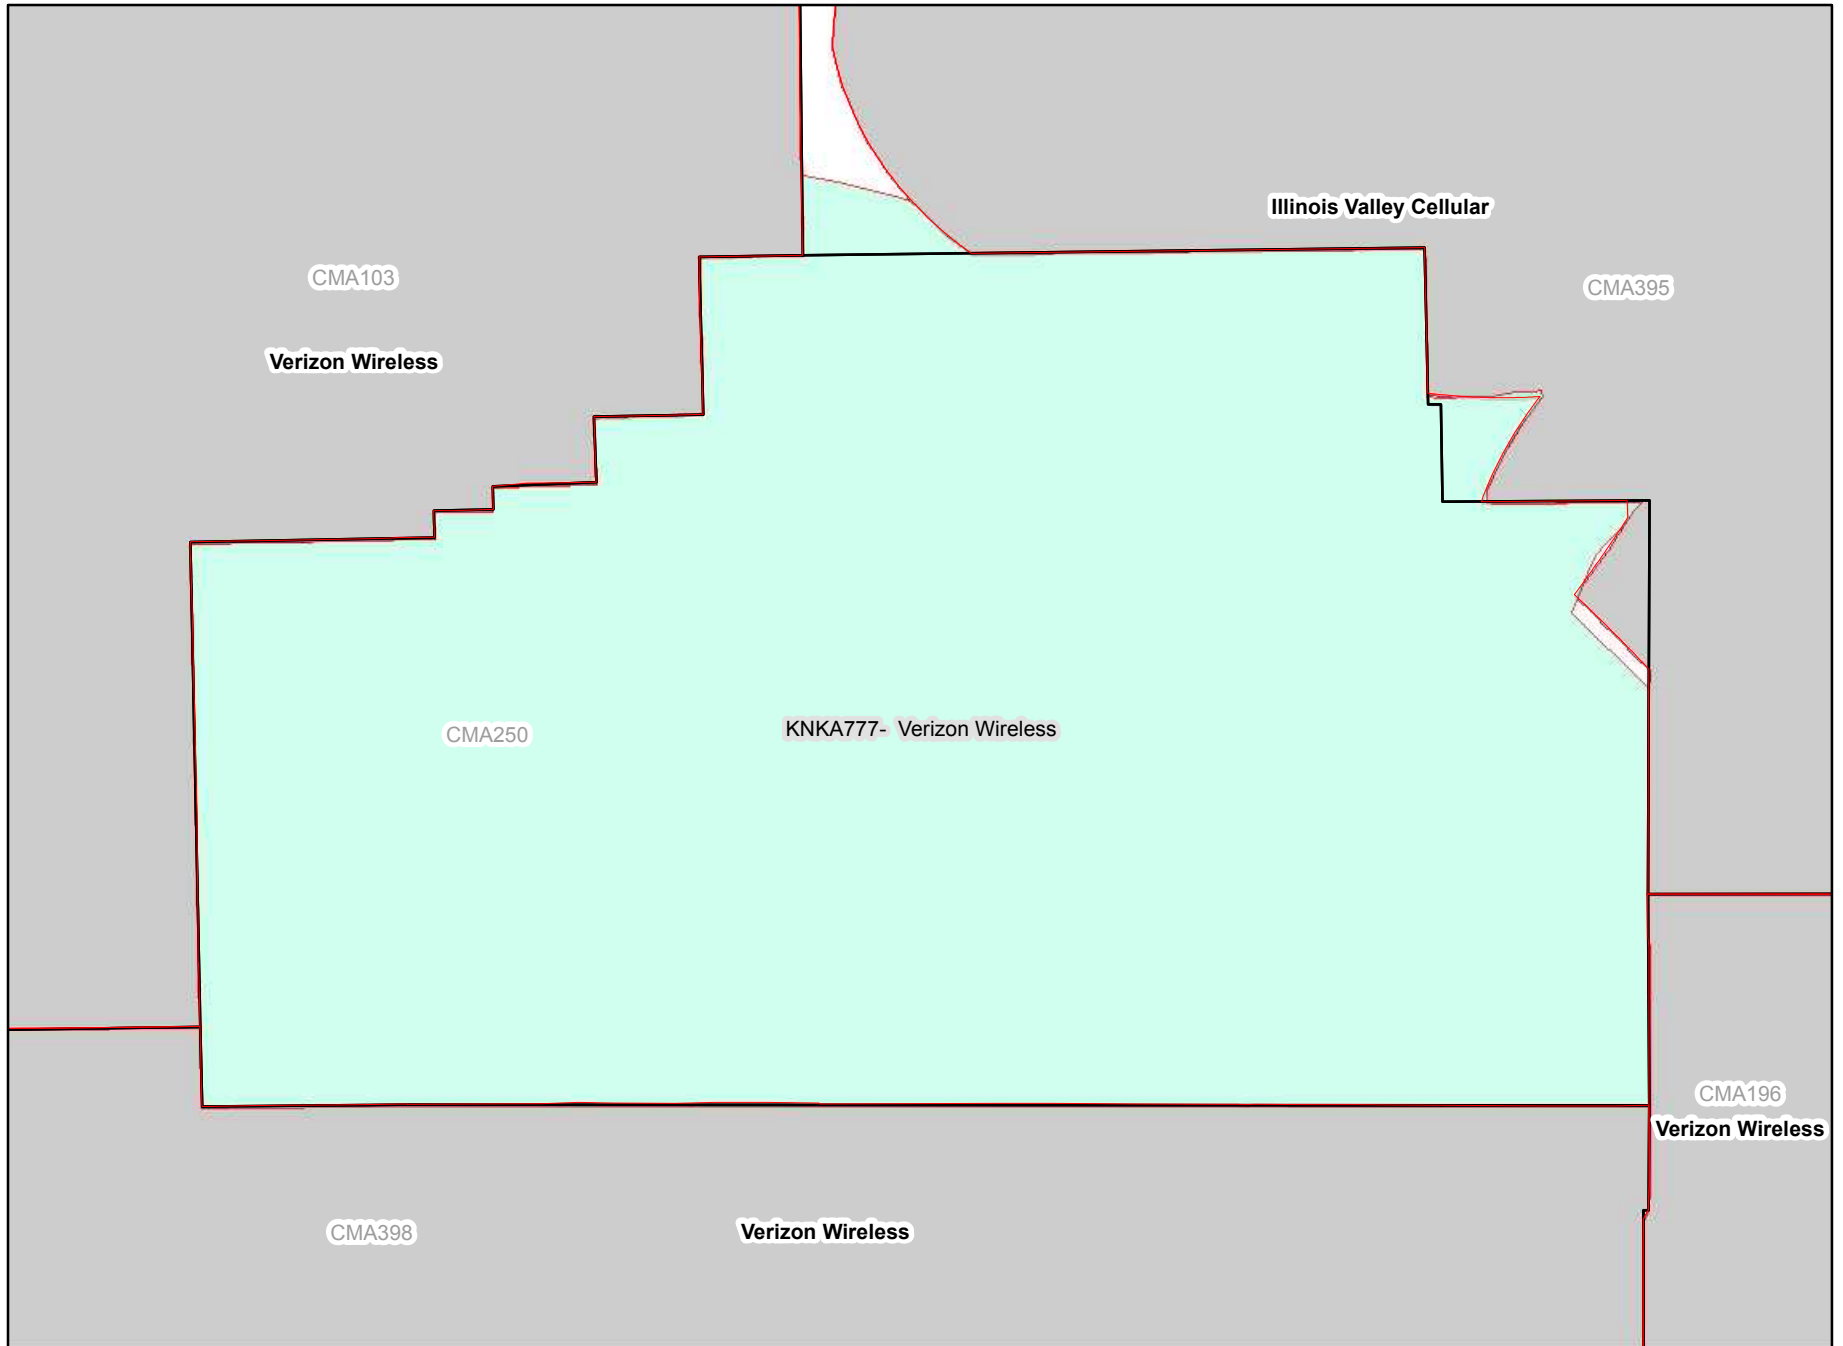 Illinois Valley Cellular
CMA103
CMA395
Verizon Wireless
CMA250
KNKA777-  Verizon Wireless
CMA196
Verizon Wireless
CMA398
Verizon Wireless